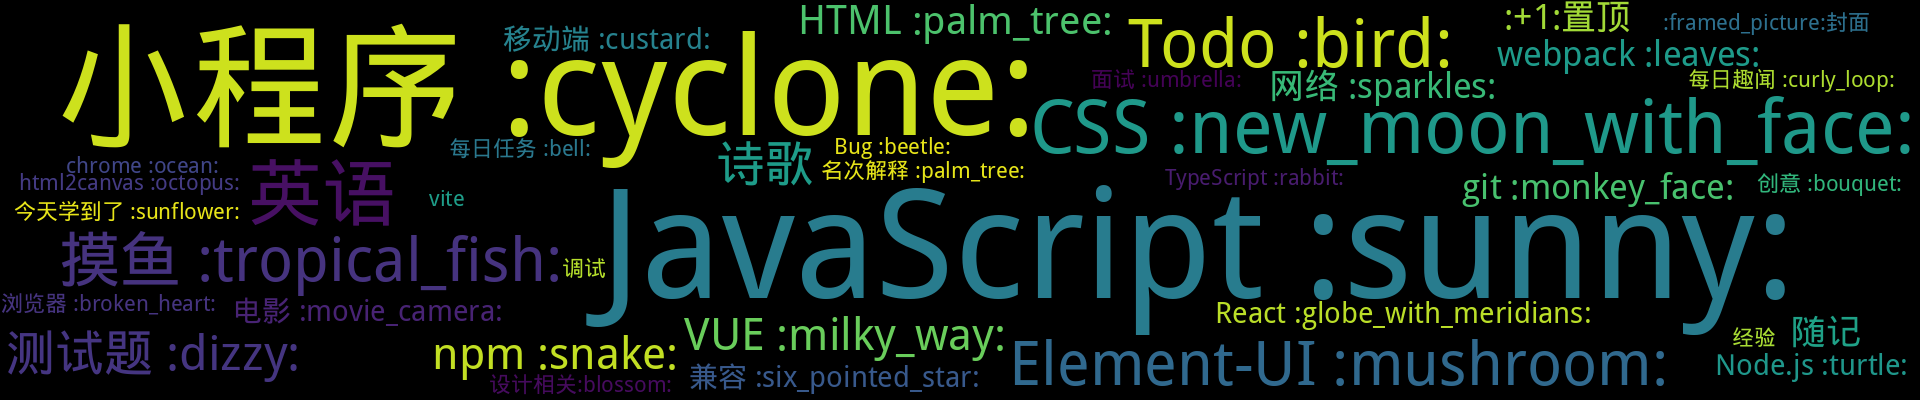 小程序 :cyclone:
移动端 :custard:
HTML :palm_tree:
Todo :bird:
:+1:置顶
:framed_picture:封面
webpack :leaves:
面试 :umbrella:
网络 :sparkles:
每日趣闻 :curly_loop:
CSS :new_moon_with_face:
每日任务 :bell:
诗歌
Bug :beetle:
名次解释 :palm_tree:
chrome :ocean:
html2canvas :octopus:
今天学到了 :sunflower:
英语
vite
TypeScript :rabbit:
git :monkey_face:
创意 :bouquet:
JavaScript :sunny:
摸鱼 :tropical_fish:
调试
浏览器 :broken_heart:
电影 :movie_camera:
React :globe_with_meridians:
测试题 :dizzy:
npm :snake:
VUE :milky_way:
经验
随记
设计相关:blossom:
兼容 :six_pointed_star:
Element-UI :mushroom:
Node.js :turtle: